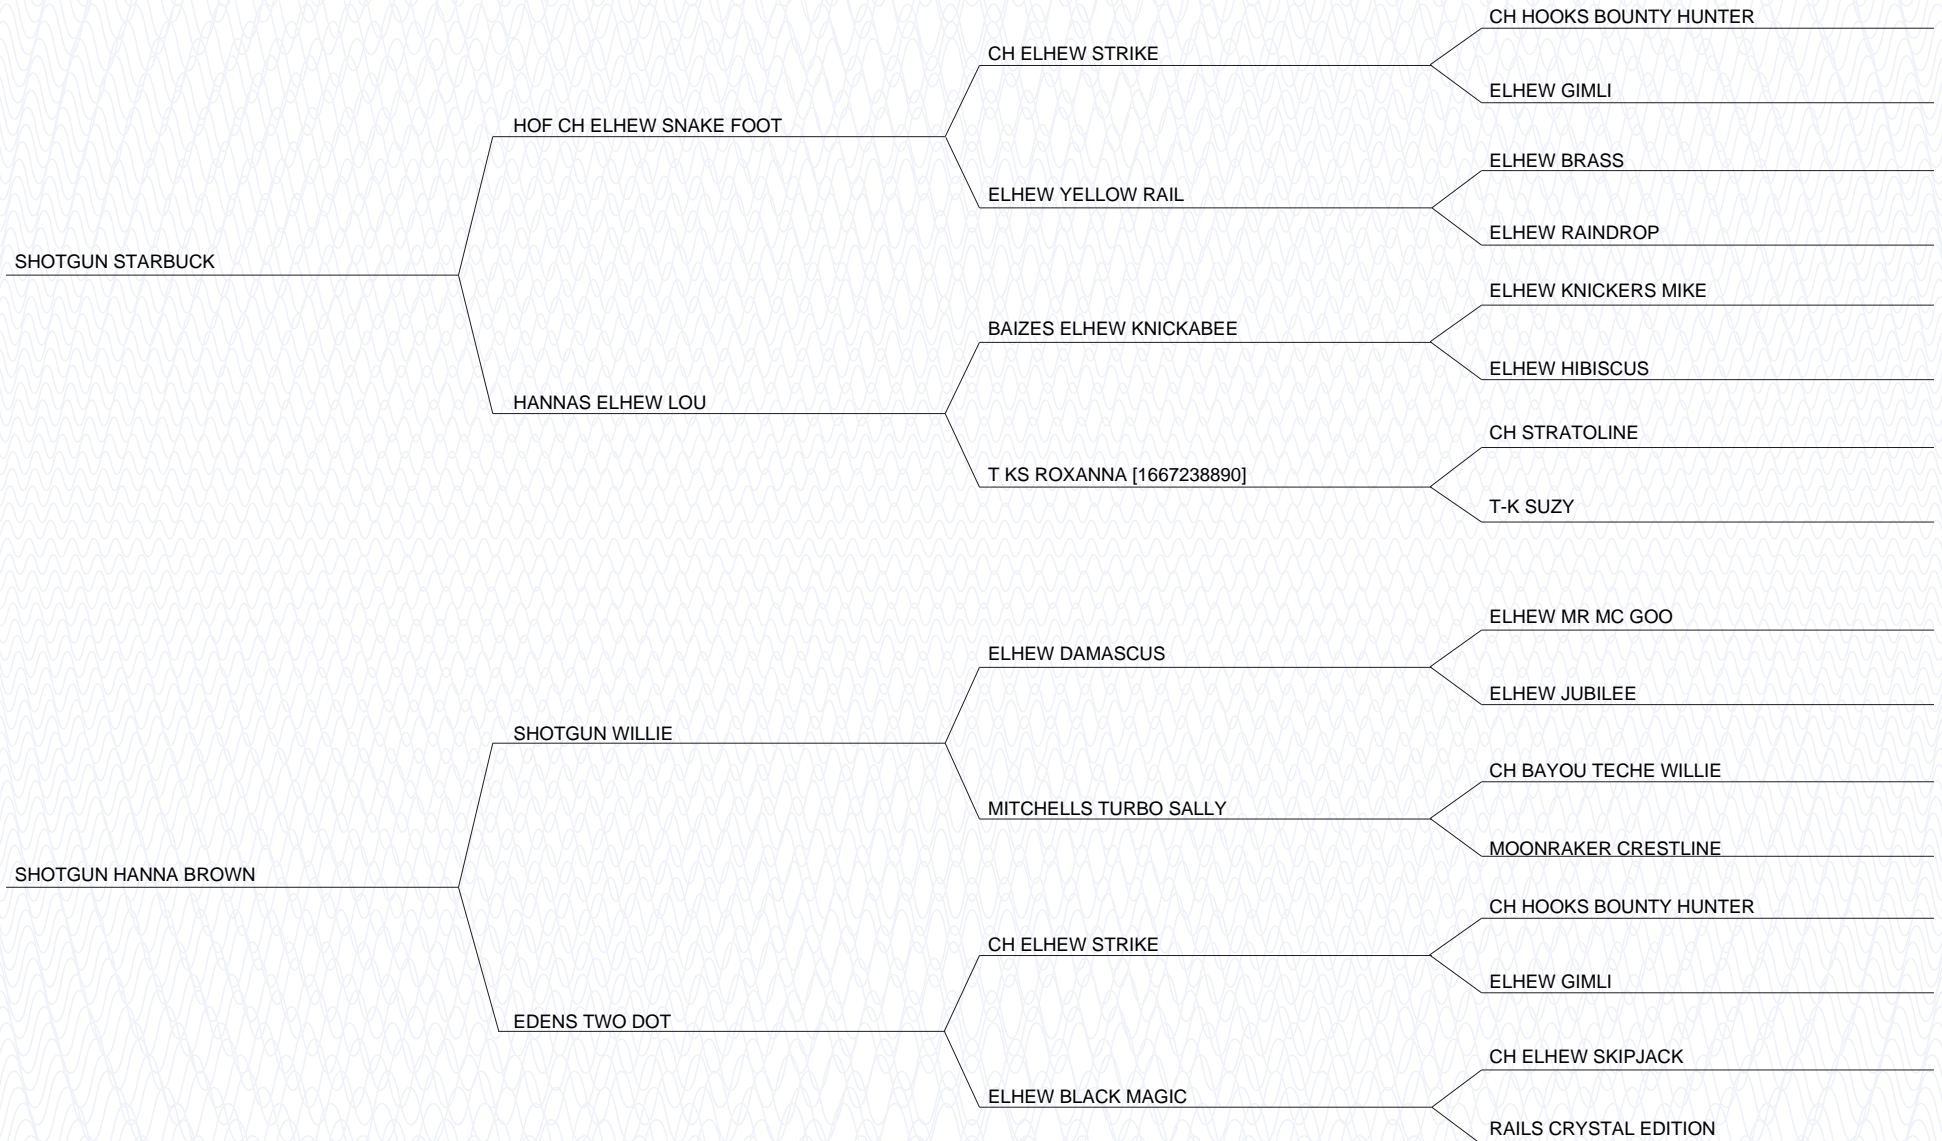 CH HOOKS BOUNTY HUNTER
CH ELHEW STRIKE
ELHEW GIMLI
HOF CH ELHEW SNAKE FOOT
ELHEW BRASS
ELHEW YELLOW RAIL
ELHEW RAINDROP
SHOTGUN STARBUCK
ELHEW KNICKERS MIKE
BAIZES ELHEW KNICKABEE
ELHEW HIBISCUS
HANNAS ELHEW LOU
CH STRATOLINE
T KS ROXANNA [1667238890]
T-K SUZY
ELHEW MR MC GOO
ELHEW DAMASCUS
ELHEW JUBILEE
SHOTGUN WILLIE
CH BAYOU TECHE WILLIE
MITCHELLS TURBO SALLY
MOONRAKER CRESTLINE
SHOTGUN HANNA BROWN
CH HOOKS BOUNTY HUNTER
CH ELHEW STRIKE
ELHEW GIMLI
EDENS TWO DOT
CH ELHEW SKIPJACK
ELHEW BLACK MAGIC
RAILS CRYSTAL EDITION